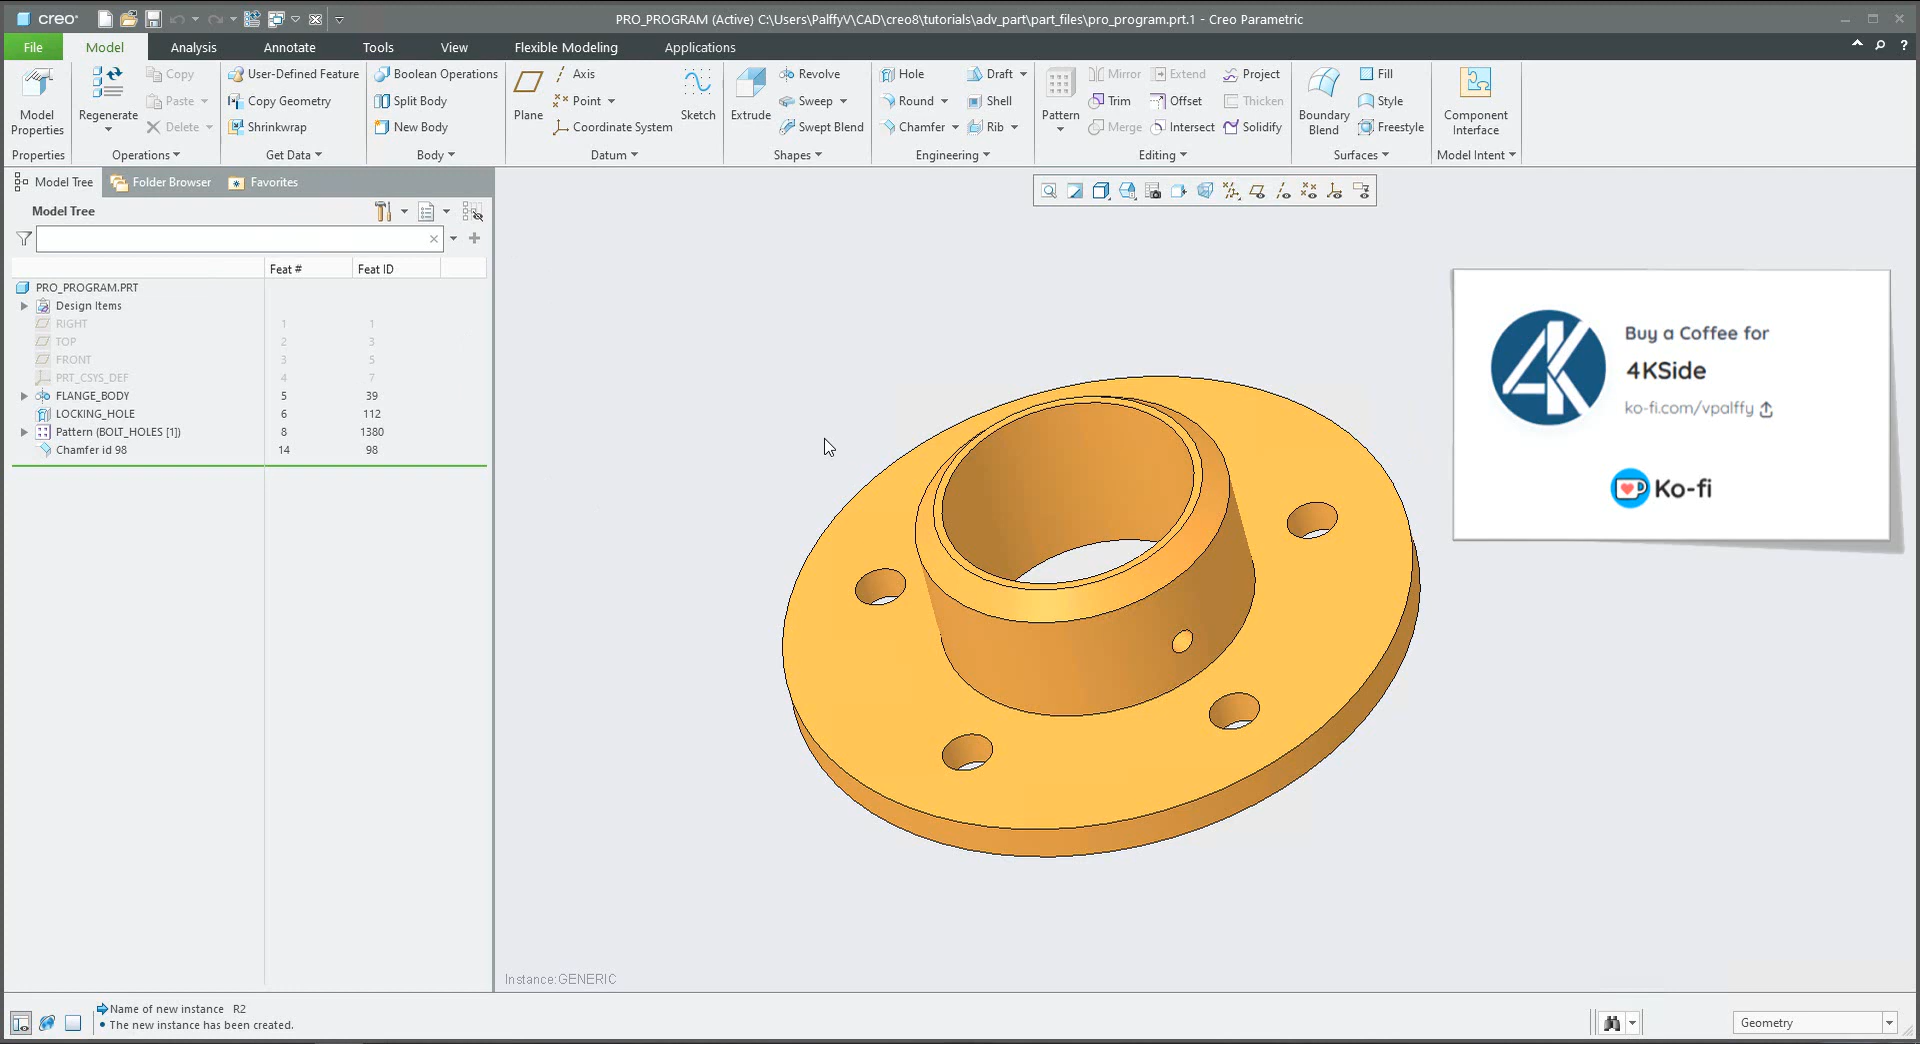 creo®
PRO_PROGRAM (Active) C:\Users\PalffyV\CAD\creo8\tutorials\adv_part\part_files\pro_program.prt.1 - Creo Parametric
File
Model
Analysis
Annotate
Tools
View
Flexible Modeling
Applications
Model Properties
Properties
Regenerate
Copy
Paste
Delete
Operations
User-Defined Feature
Copy Geometry
Shrinkwrap
Get Data
Boolean Operations
Split Body
New Body
Body
Plane
Axis
Point
Coordinate System
Sketch
Datum
Extrude
Revolve
Sweep
Swept Blend
Shapes
Hole
Round
Chamfer
Draft
Shell
Rib
Engineering
Pattern
Mirror
Trim
Merge
Extend
Offset
Intersect
Project
Thicken
Solidify
Editing
Boundary Blend
Fill
Style
Freestyle
Surfaces
Component Interface
Model Intent
Model Tree
Folder Browser
Favorites
Model Tree
Feat # Feat ID
PRO_PROGRAM.PRT
Design Items
RIGHT 1 1
TOP 2 3
FRONT 3 5
PRT_CSYS_DEF 4 7
FLANGE_BODY 5 39
LOCKING_HOLE 6 112
Pattern (BOLT_HOLES [1]) 8 1380
Chamfer id 98 14 98
4K
Buy a Coffee for
4KSide
ko-fi.com/vpalffy
Ko-fi
Instance:GENERIC
Name of new instance R2
• The new instance has been created.
Geometry